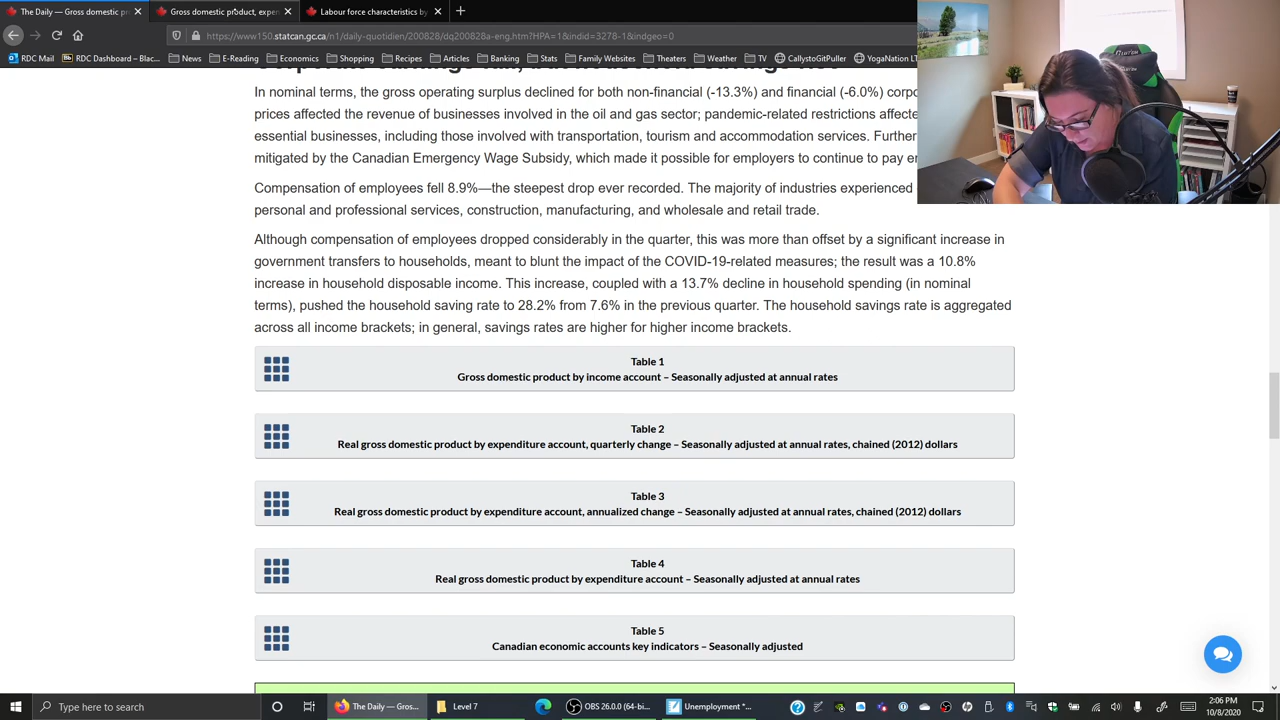 The Daily — Gross domestic pr
Gross domestic product, expen
Labour force characteristics by
https://www150.statcan.gc.ca/n1/daily-quotidien/200828/dq200828a-eng.htm?HPA=1&indid=3278-1&indgeo=0
RDC Mail
RDC Dashboard – Blac...
News
E-Reading
Economics
Shopping
Recipes
Articles
Banking
Stats
Family Websites
Theaters
Weather
TV
CallystoGitPuller
YogaNation L
In nominal terms, the gross operating surplus declined for both non-financial (-13.3%) and financial (-6.0%) corpo
prices affected the revenue of businesses involved in the oil and gas sector; pandemic-related restrictions affecte
essential businesses, including those involved with transportation, tourism and accommodation services. Further
mitigated by the Canadian Emergency Wage Subsidy, which made it possible for employers to continue to pay en
Compensation of employees fell 8.9%—the steepest drop ever recorded. The majority of industries experienced
personal and professional services, construction, manufacturing, and wholesale and retail trade.
Although compensation of employees dropped considerably in the quarter, this was more than offset by a significant increase in
government transfers to households, meant to blunt the impact of the COVID-19-related measures; the result was a 10.8%
increase in household disposable income. This increase, coupled with a 13.7% decline in household spending (in nominal
terms), pushed the household saving rate to 28.2% from 7.6% in the previous quarter. The household savings rate is aggregated
across all income brackets; in general, savings rates are higher for higher income brackets.
Table 1
Gross domestic product by income account – Seasonally adjusted at annual rates
Table 2
Real gross domestic product by expenditure account, quarterly change – Seasonally adjusted at annual rates, chained (2012) dollars
Table 3
Real gross domestic product by expenditure account, annualized change – Seasonally adjusted at annual rates, chained (2012) dollars
Table 4
Real gross domestic product by expenditure account – Seasonally adjusted at annual rates
Table 5
Canadian economic accounts key indicators – Seasonally adjusted
Type here to search
The Daily — Gros...
Level 7
OBS 26.0.0 (64-bi...
Unemployment *...
2:06 PM
10/8/2020